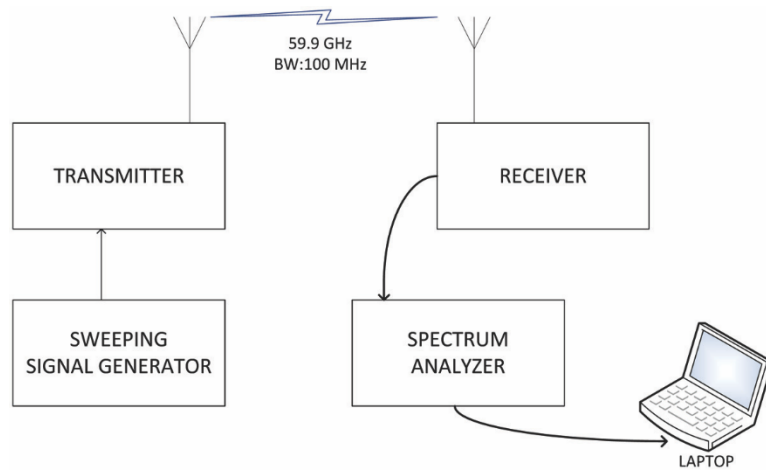 59.9 GHz
BW:100 MHz
TRANSMITTER
RECEIVER
SWEEPING
SIGNAL GENERATOR
SPECTRUM
ANALYZER
LAPTOP